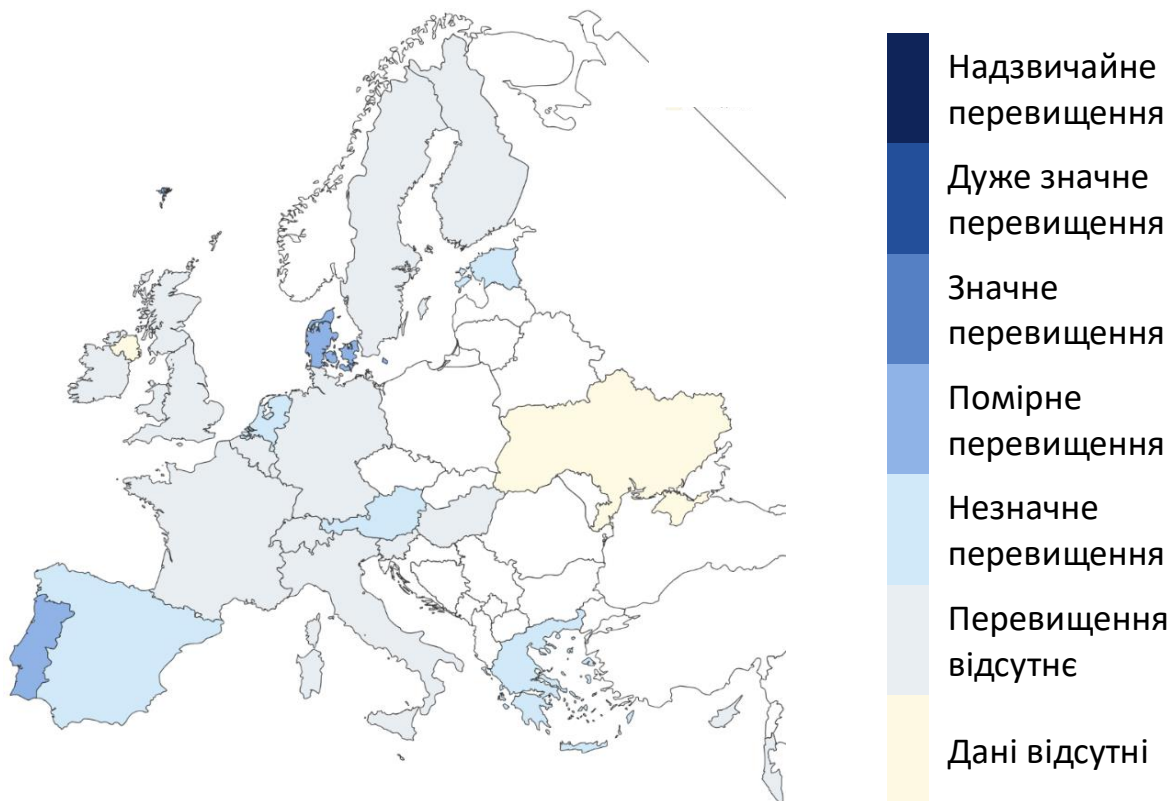 Надзвичайне
перевищення
Дуже значне
перевищення
Значне
перевищення
Помірне
перевищення
Незначне
перевищення
Перевищення
відсутнє
Дані відсутні